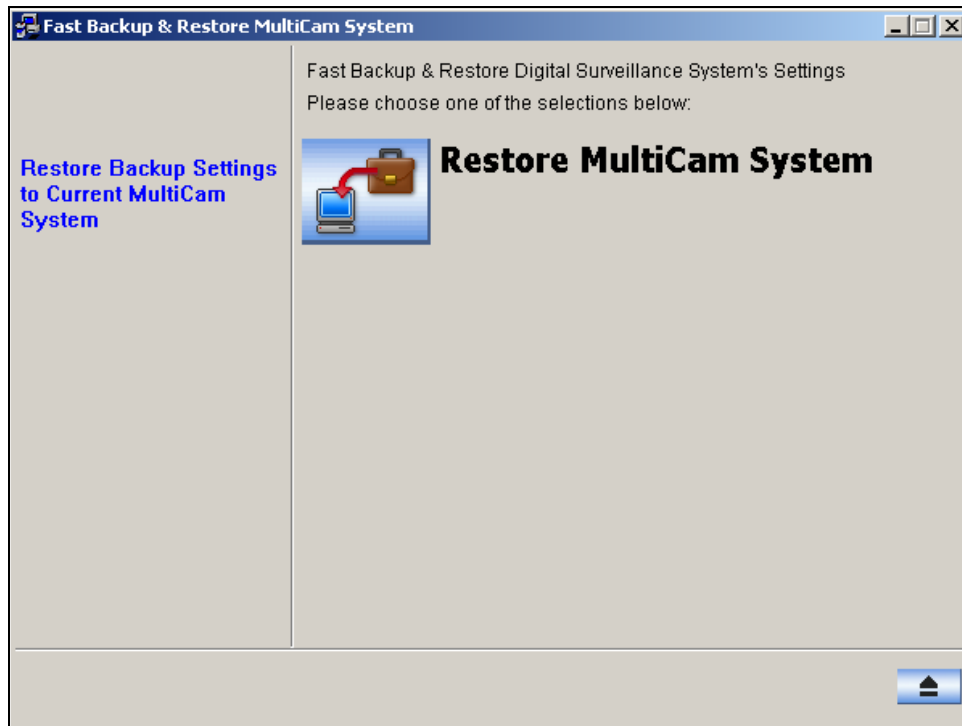 Fast Backup & Restore MultiCam System
Fast Backup & Restore Digital Surveillance System's Settings
Please choose one of the selections below:
Restore Backup Settings
to Current MultiCam
System
Restore MultiCam System